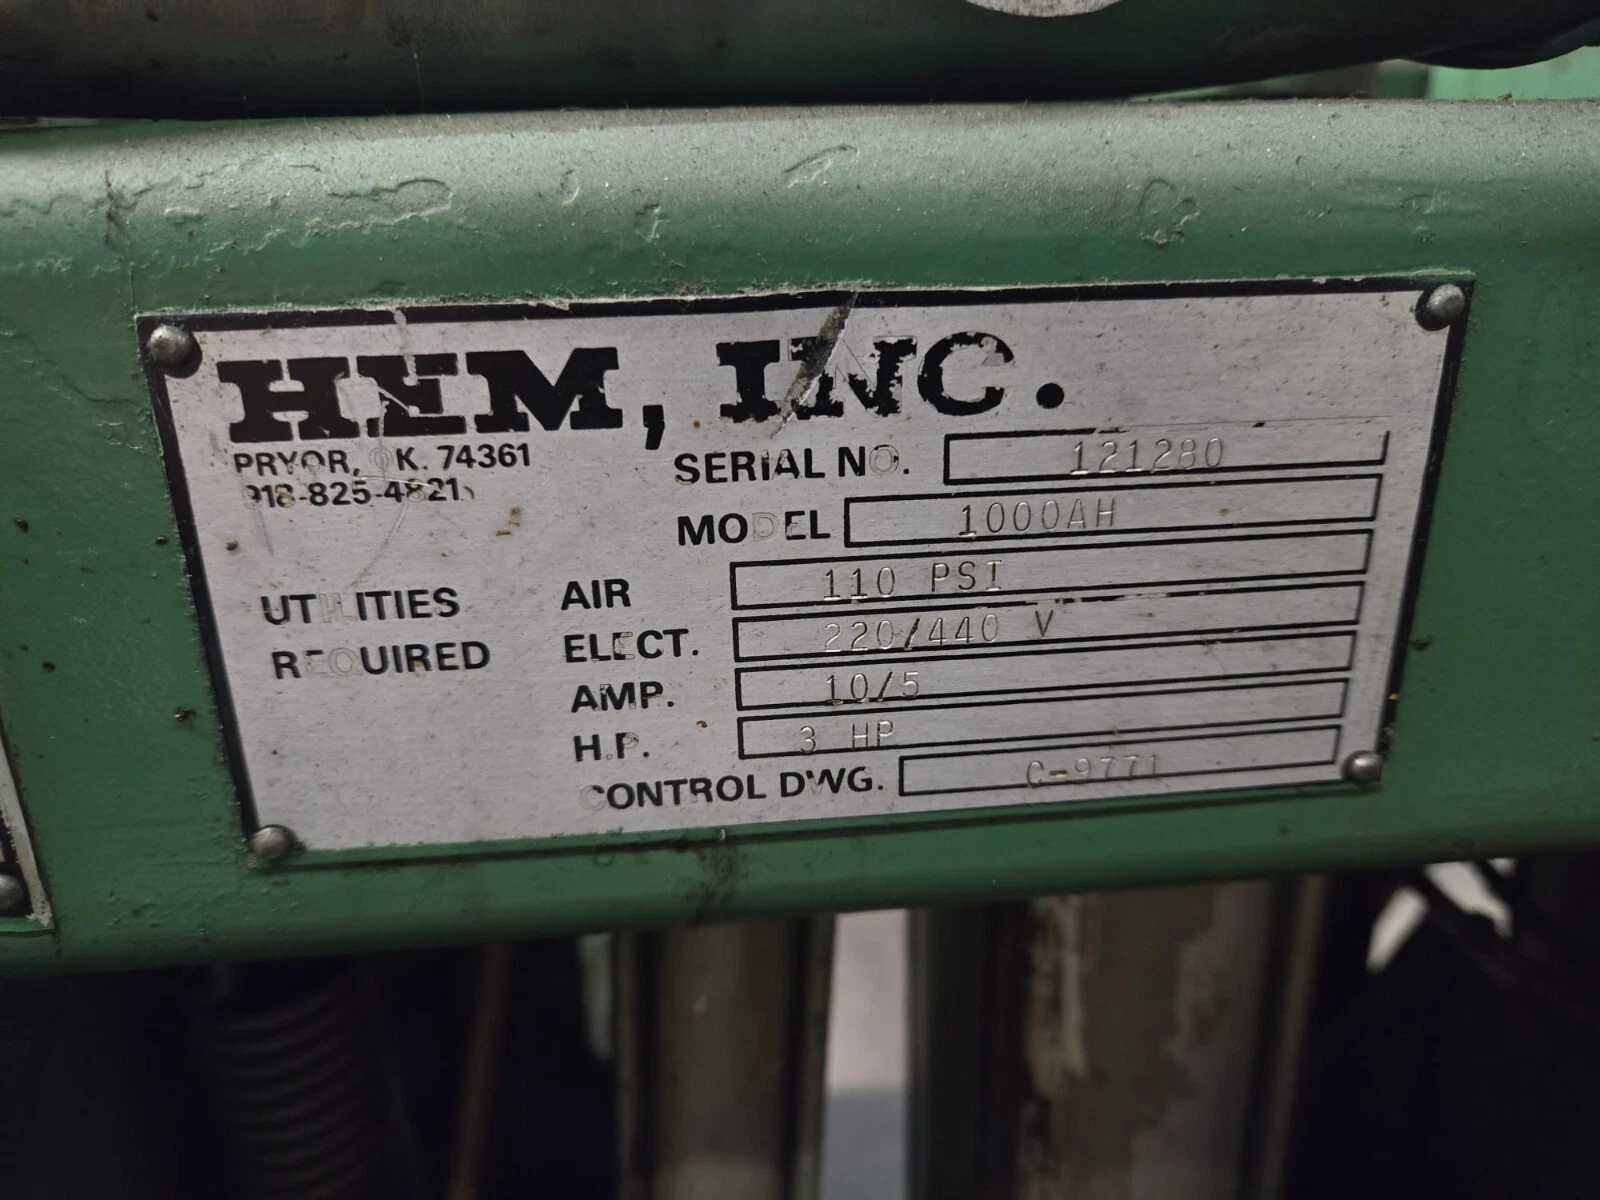 HEM, INC.
PRYOR, OK. 74361
918-825-4821
SERIAL NO. 121280
MODEL 1000AH
UTILITIES REQUIRED
AIR 110 PSI
ELECT. 220/440 V
AMP. 10/5
H.P. 3 HP
CONTROL DWG. C-9771